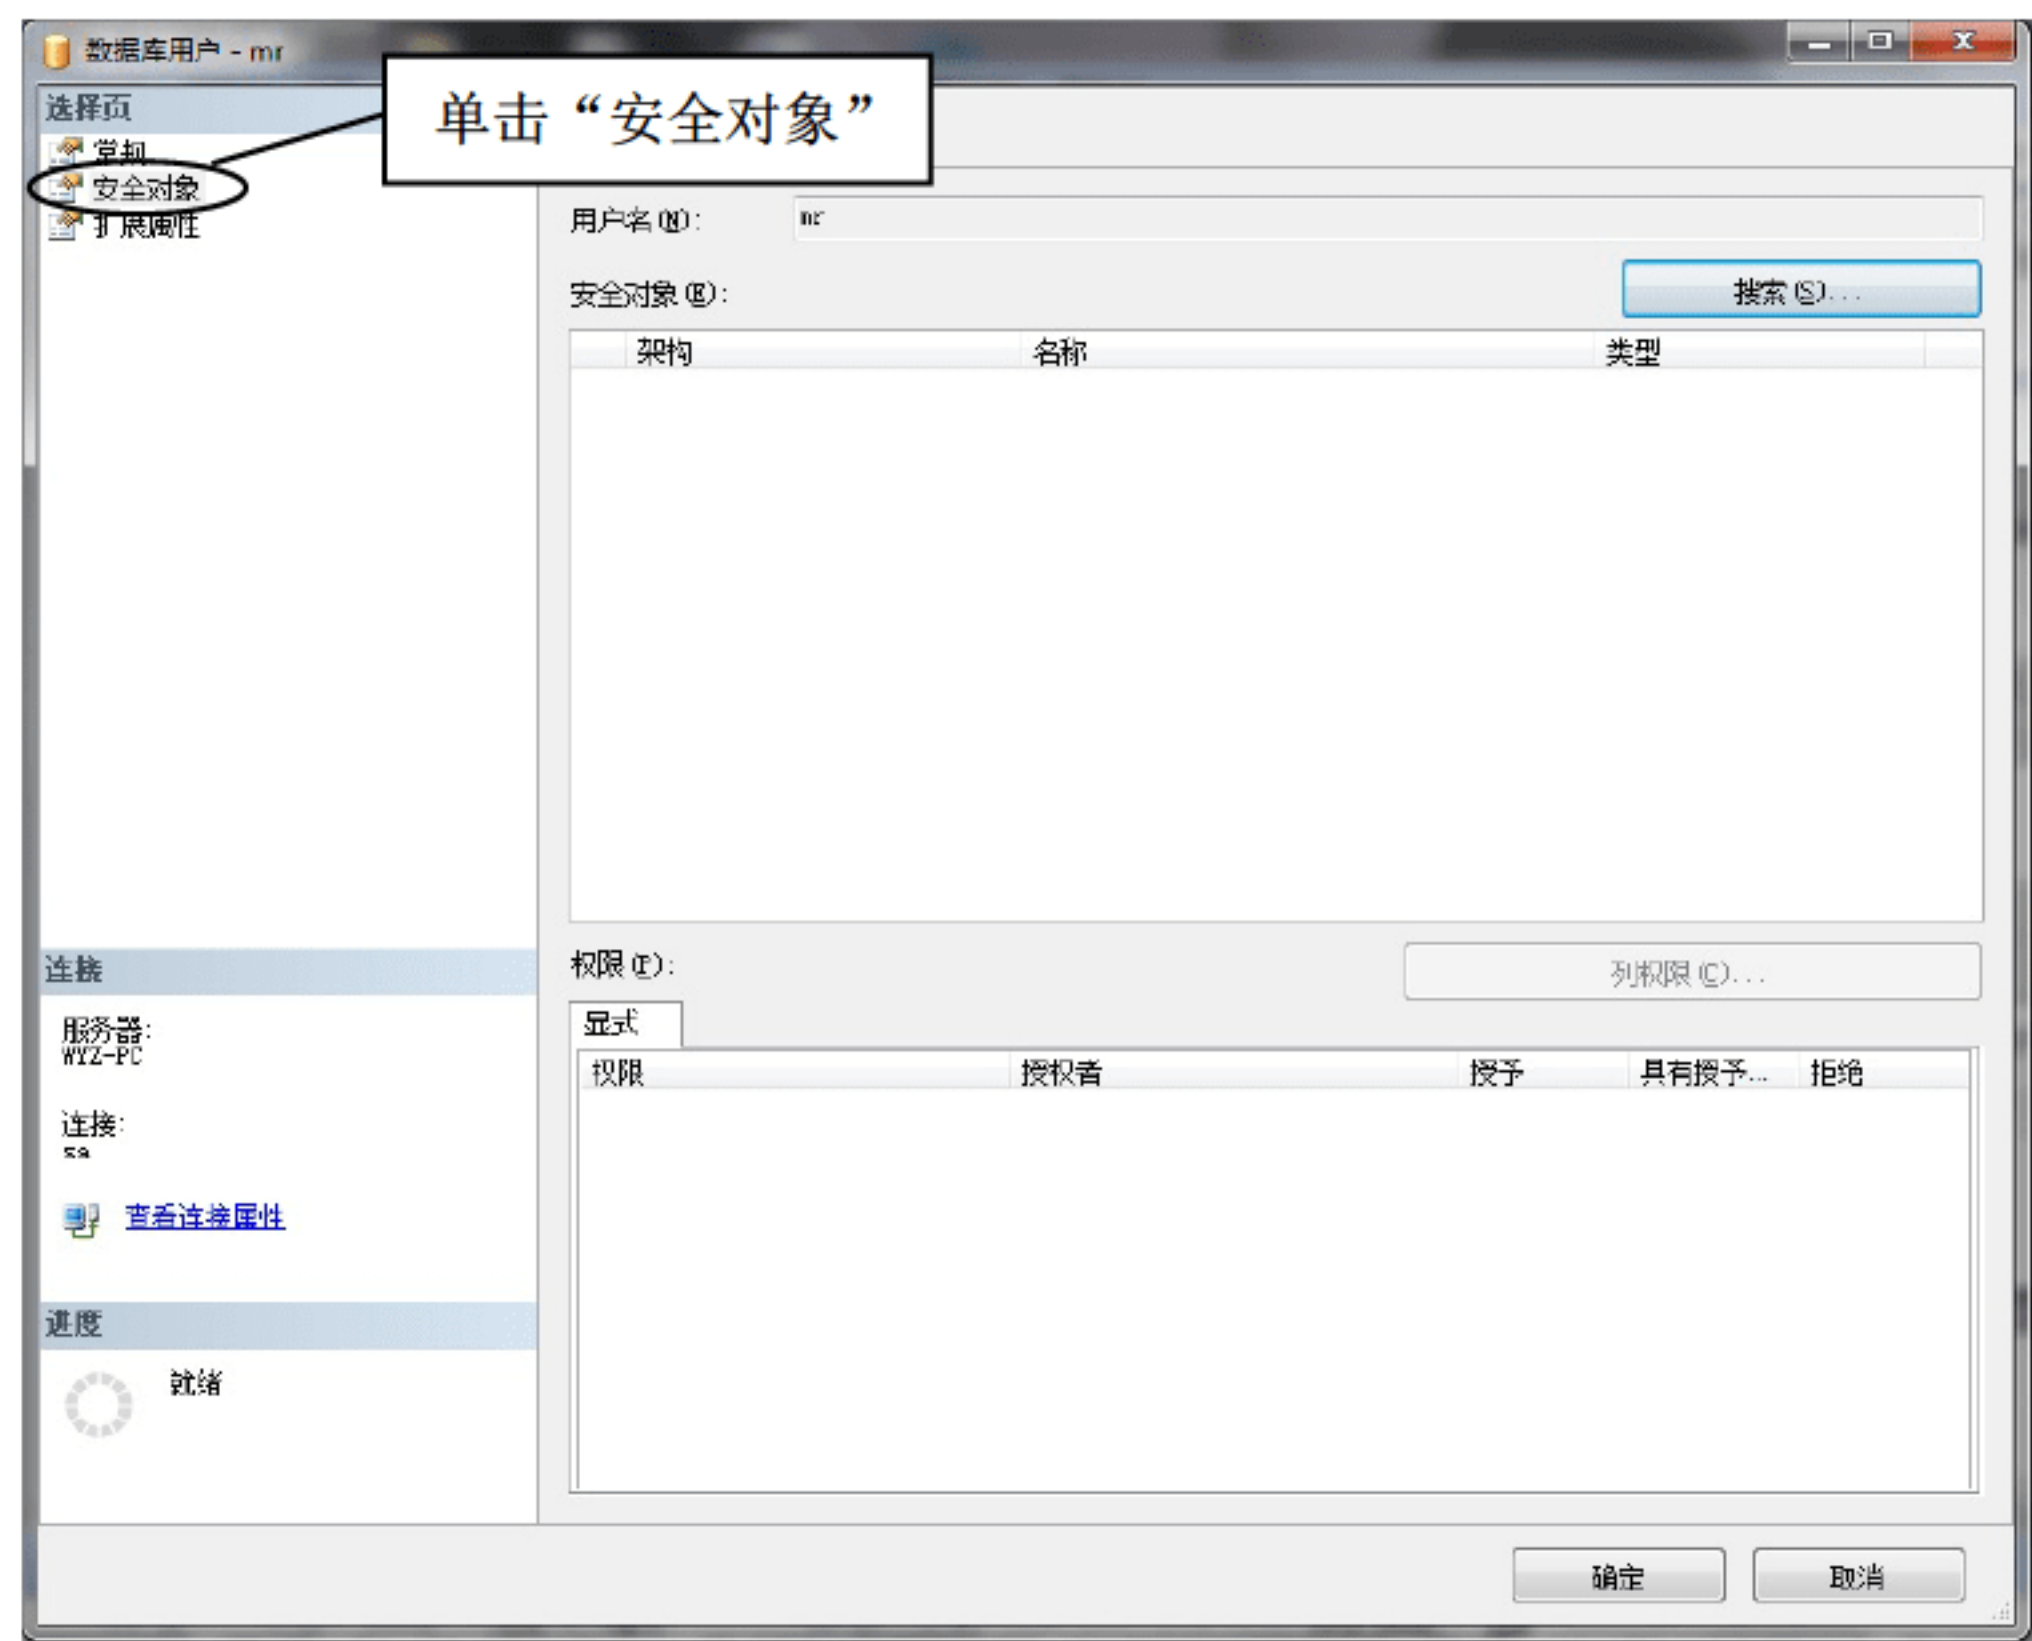 数据库用户 - mr
单击“安全对象”
选择页
常规
安全对象
扩展属性
用户名(N):
mr
安全对象(E):
搜索(S)...
架构 名称 类型
连接
服务器:
WYZ-PC
连接:
sa
查看连接属性
进度
就绪
权限(P):
列权限(C)...
显式
权限 授权者 授予 具有授予... 拒绝
确定 取消